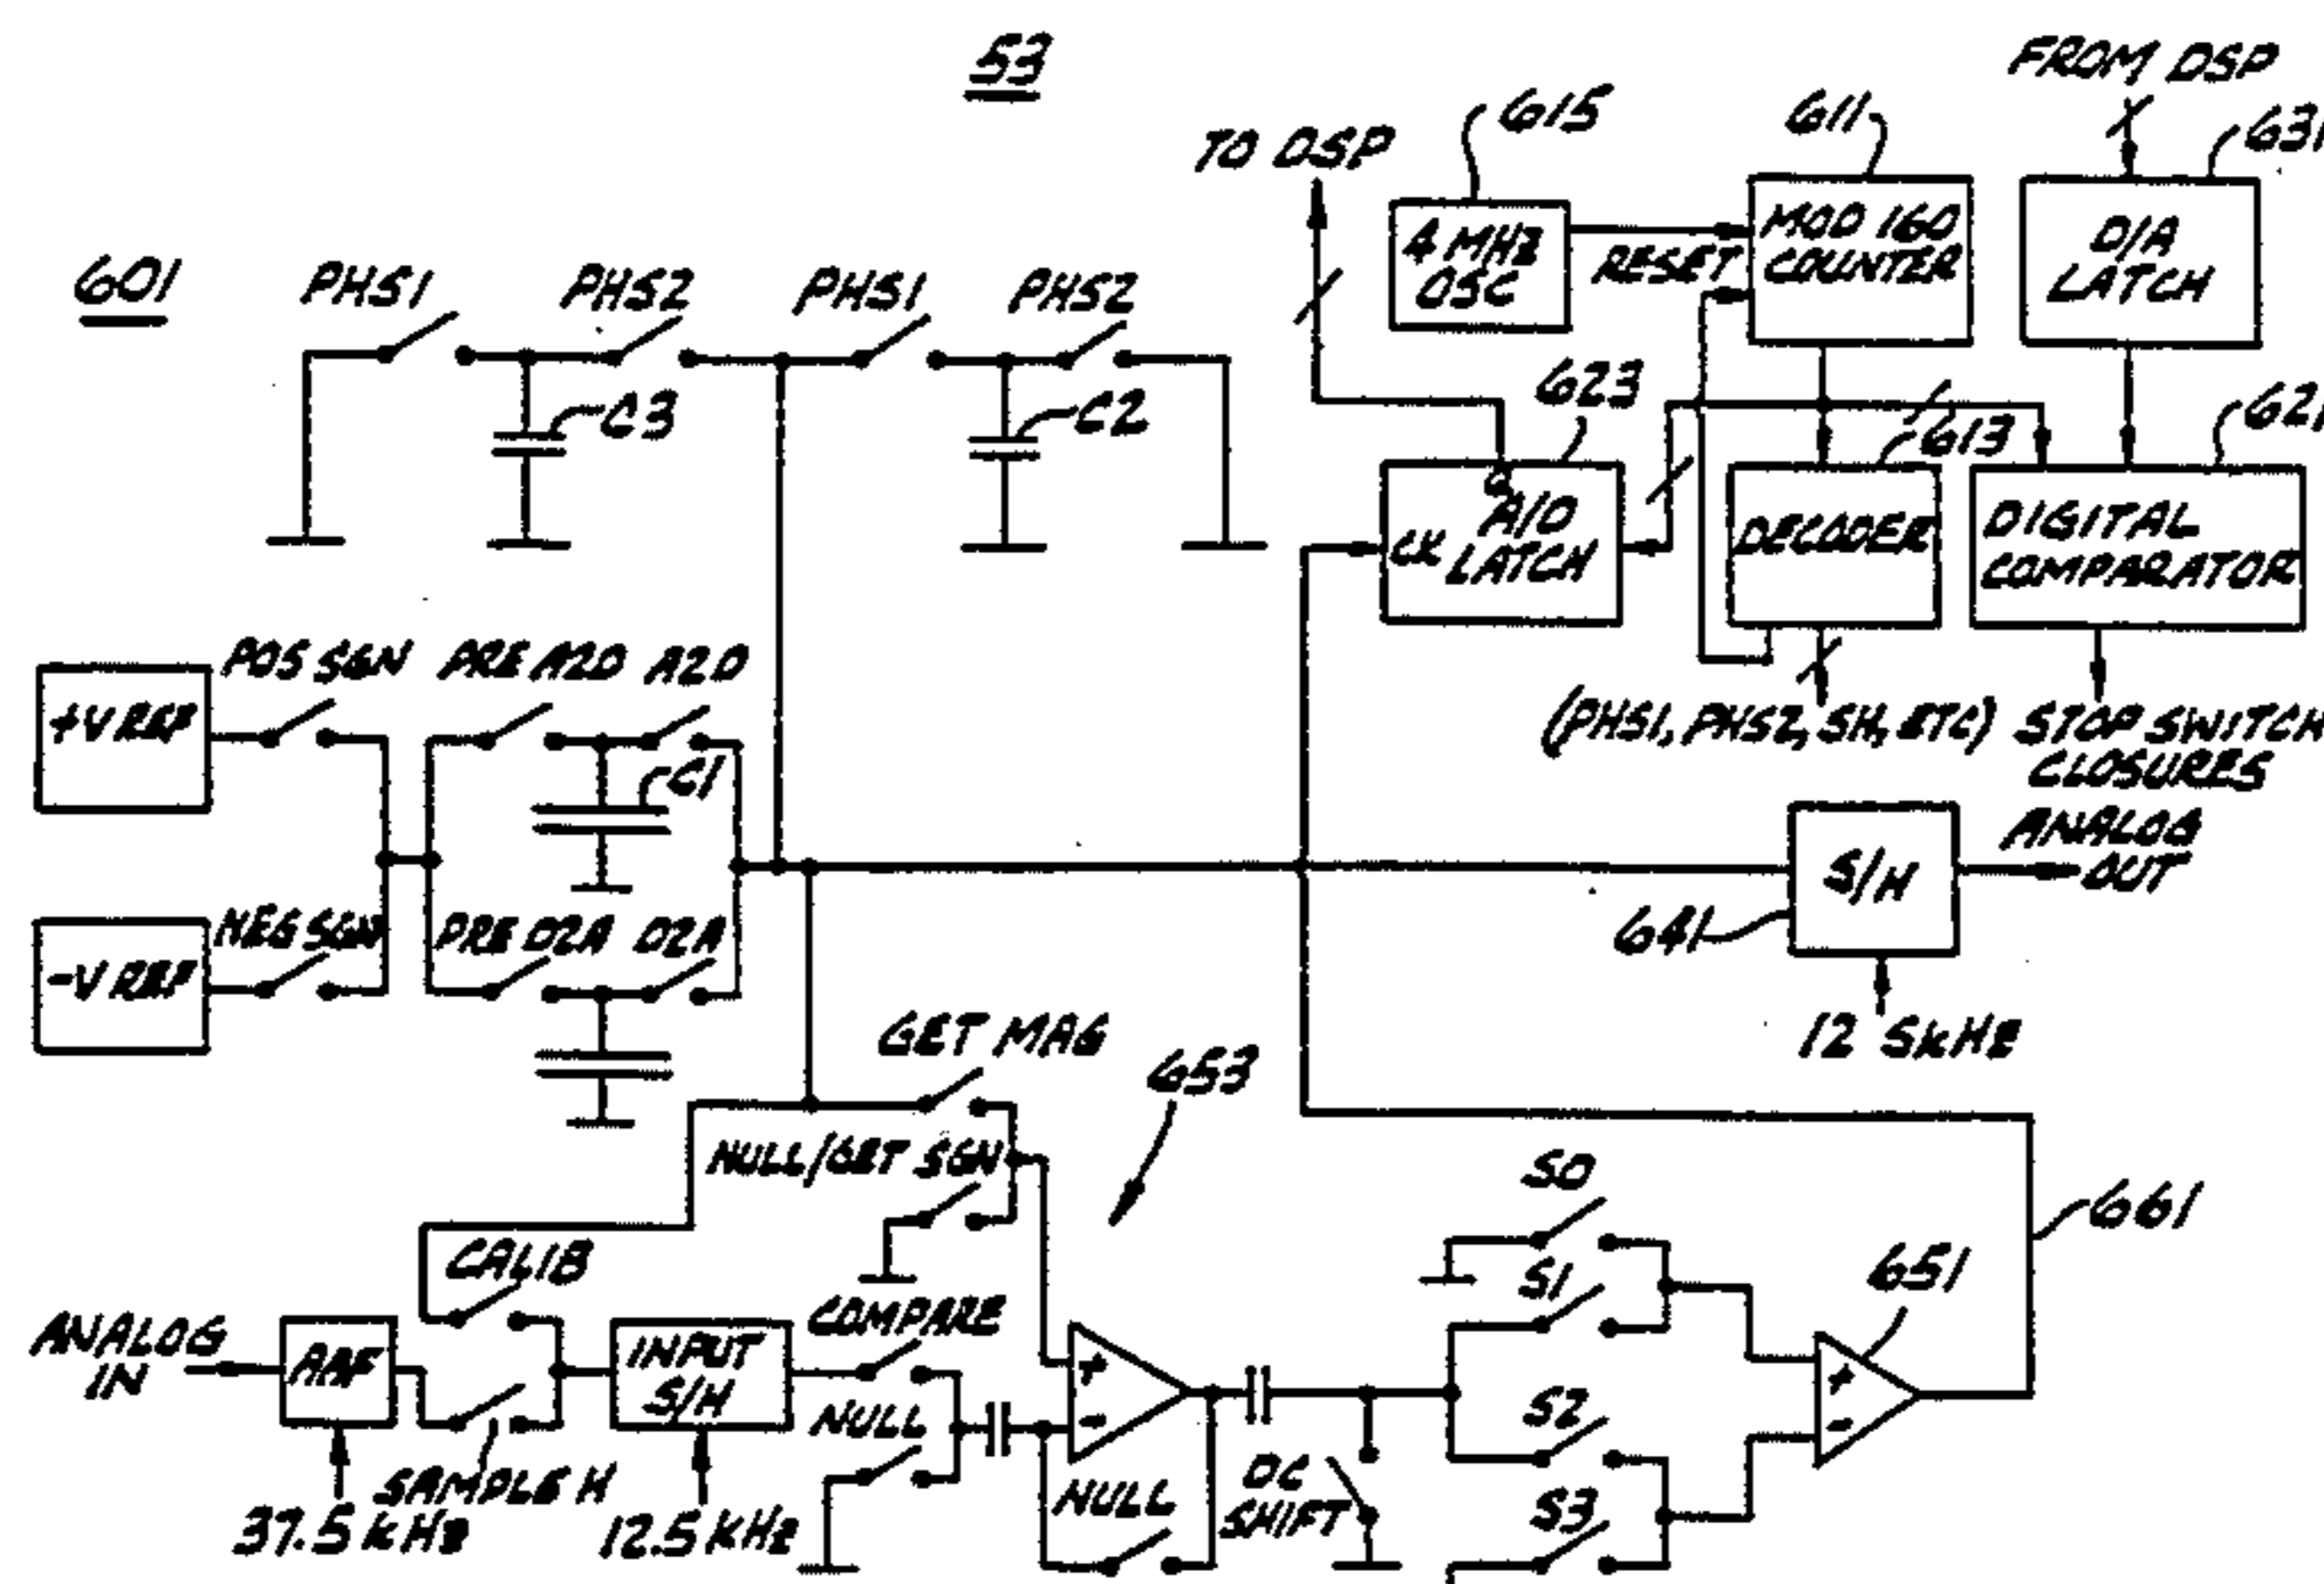 53
FROM DSP
615
611
631
TO DSP
4 MHZ
OSC
RESET
MOD 160
COUNTER
D/A
LATCH
601
PHS1
PHS2
PHS1
PHS2
C3
C2
623
613
621
Q
A/D
CK LATCH
DECODER
DIGITAL
COMPARATOR
(PHS1, PHS2, SH, ETC)
STOP SWITCH
CLOSURES
POS SGN
PRE A2D
A2D
+V REF
C1
S/H
ANALOG
OUT
641
12 5kHz
NEG SGN
PRE D2A
D2A
-V REF
GET MAG
653
NULL/GET SGN
S0
661
CALIB
S1
651
ANALOG
IN
AAF
INPUT
S/H
COMPARE
+
-
+
-
NULL
S2
SAMPLE H
37.5 kHz
12.5 kHz
NULL
DC
SHIFT
S3